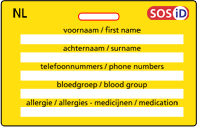 NL SOS iD
voornaam / first name
achternaam / surname
telefoonnummers / phone numbers
bloedgroep / blood group
allergie / allergies - medicijnen / medication